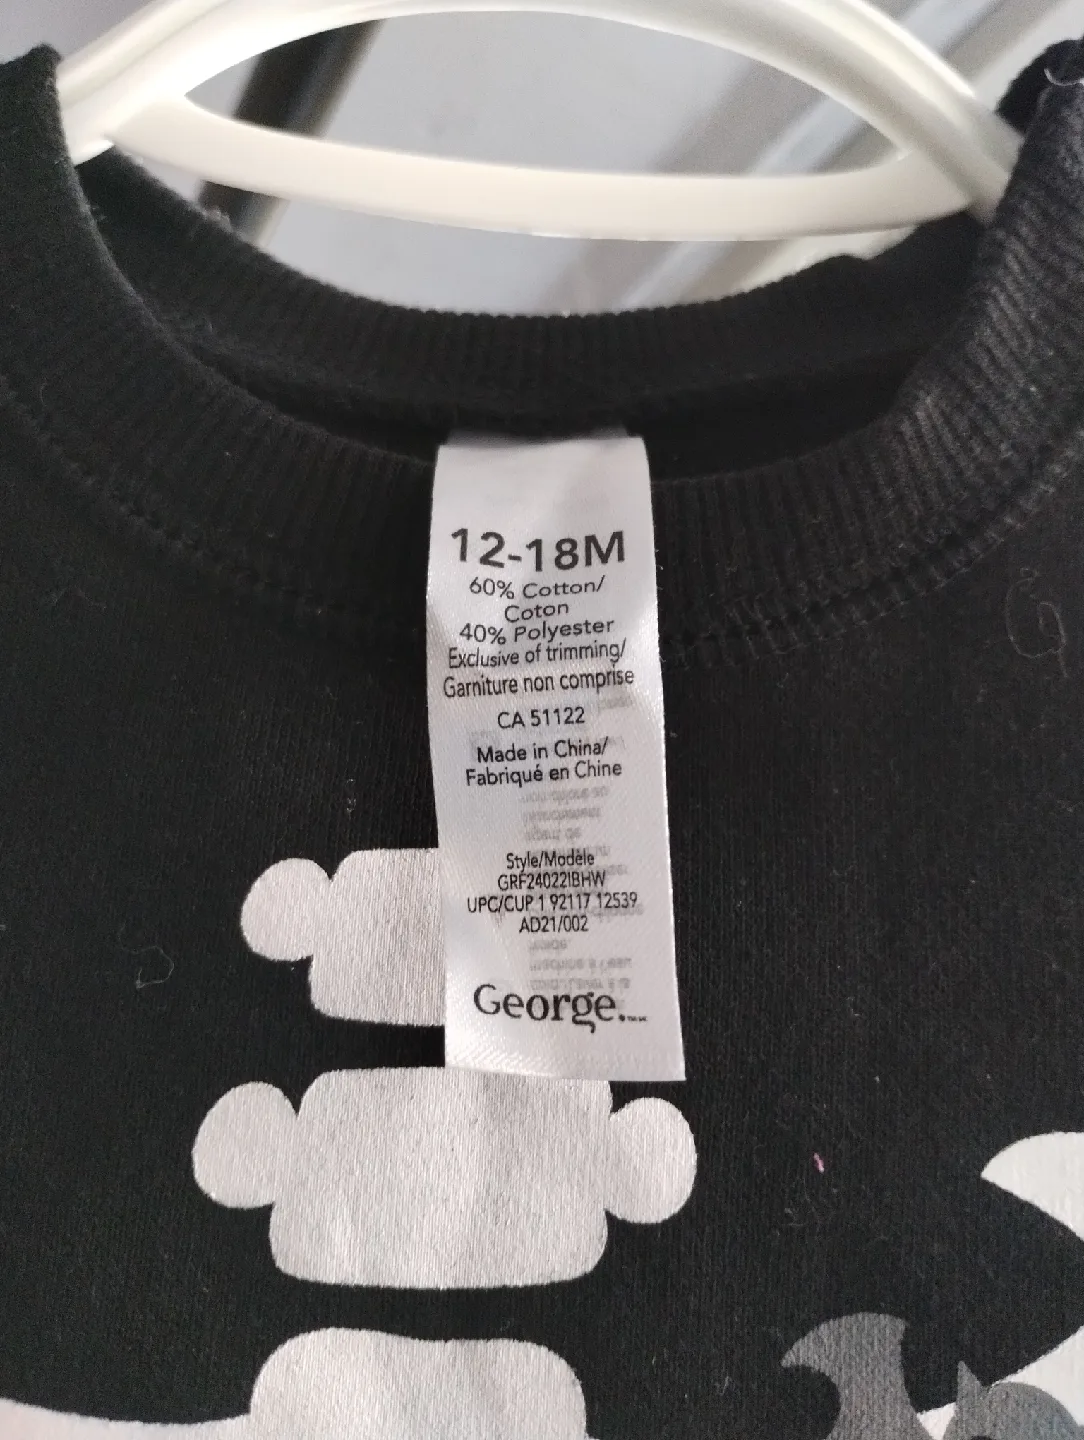 12-18M
60% Cotton/
Coton
40% Polyester
Exclusive of trimming/
Garniture non comprise
CA 51122
Made in China/
Fabriqué en Chine
Style/Modèle
GRF24022IBHW
UPC/CUP 1 92117 12539
AD21/002
George.